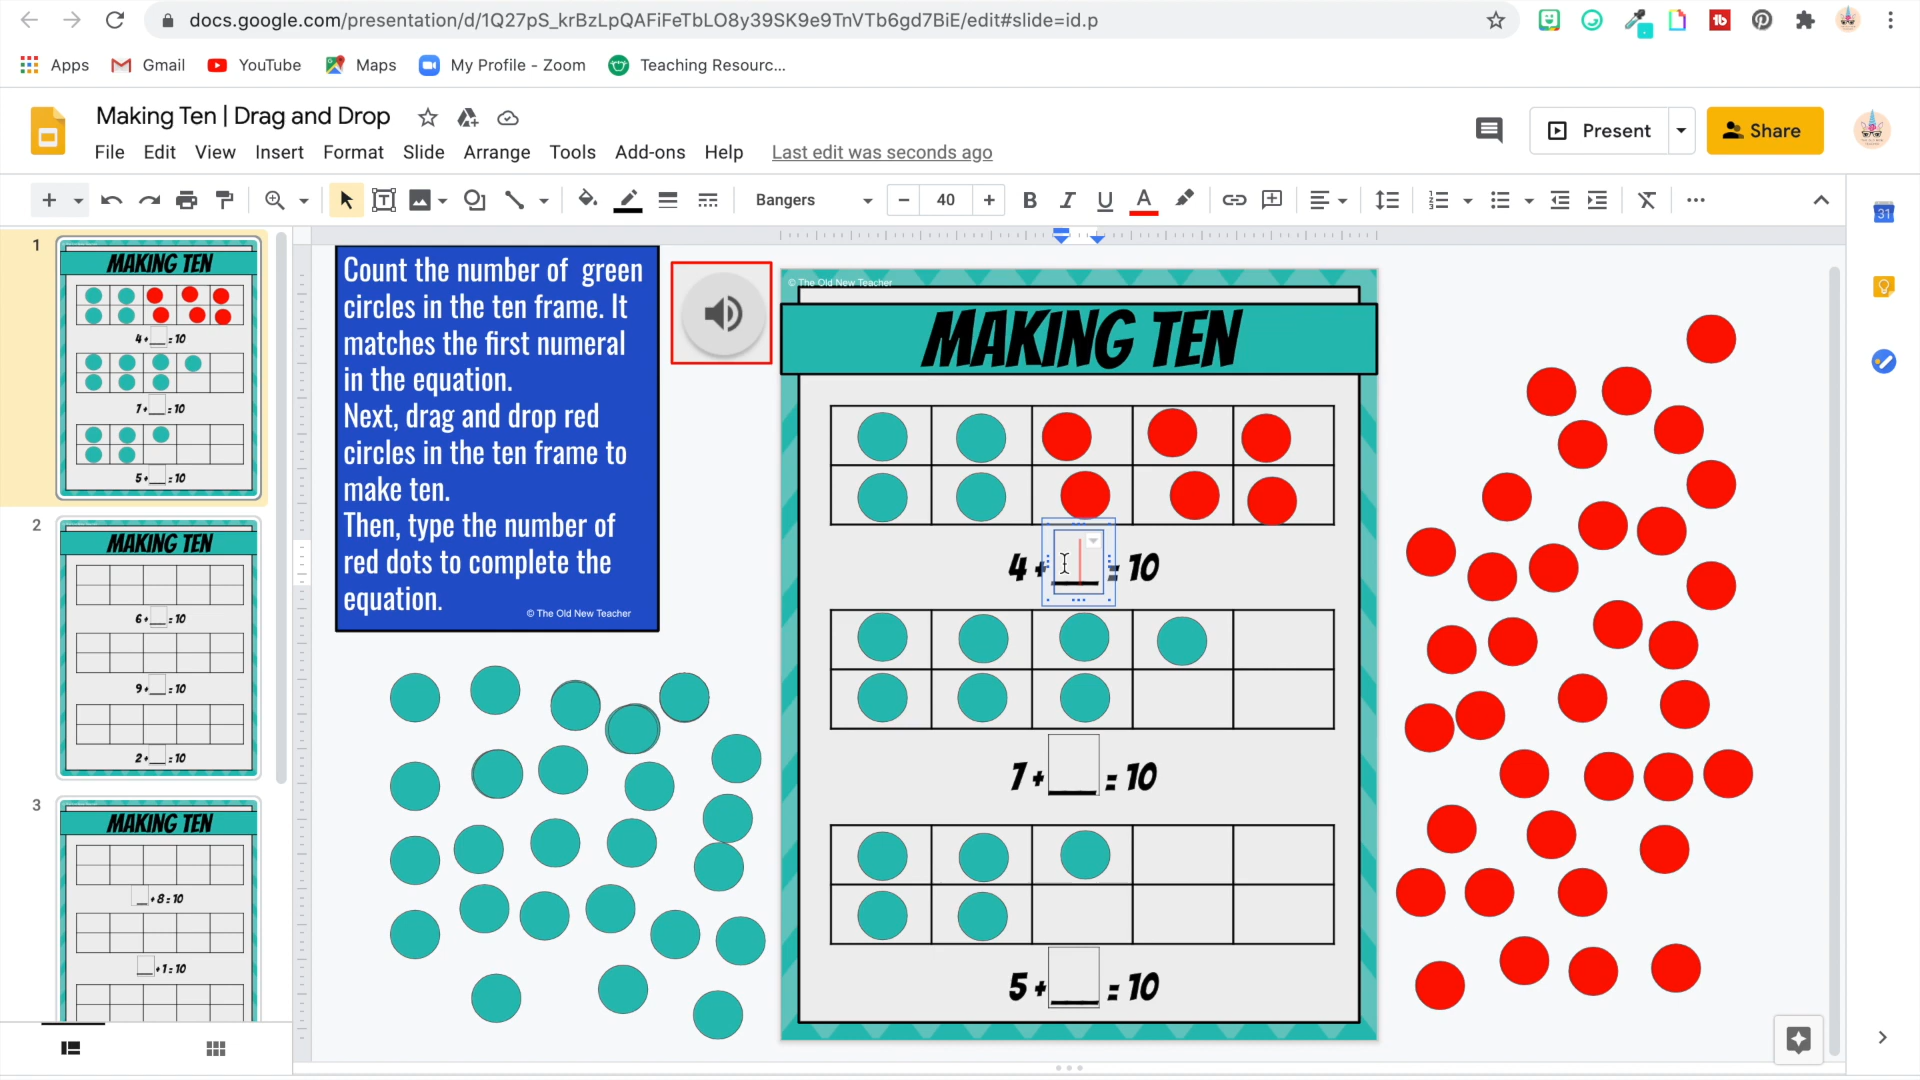 docs.google.com/presentation/d/1Q27pS_krBzLpQAFiFeTbLO8y39SK9e9TnVTb6gd7BiE/edit#slide=id.p
Apps
Gmail
YouTube
Maps
My Profile - Zoom
Teaching Resourc...
Making Ten | Drag and Drop
File Edit View Insert Format Slide Arrange Tools Add-ons Help Last edit was seconds ago
Present
Share
Bangers
40
31
1
MAKING TEN
4+__=10
7+__=10
5+__=10
2
MAKING TEN
6+__=10
9+__=10
2+__=10
3
MAKING TEN
__+8=10
__+1=10
Count the number of green
circles in the ten frame. It
matches the first numeral
in the equation.
Next, drag and drop red
circles in the ten frame to
make ten.
Then, type the number of
red dots to complete the
equation.
© The Old New Teacher
© The Old New Teacher
MAKING TEN
4 + __ = 10
7 + __ = 10
5 + __ = 10